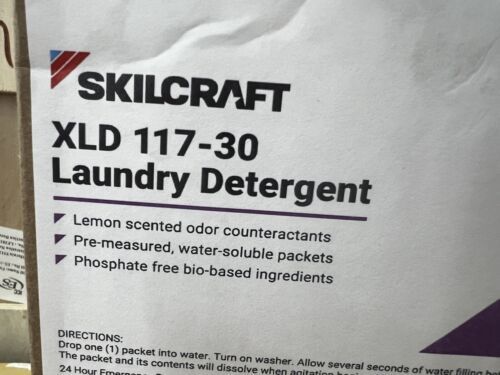 SKILCRAFT
XLD 117-30
Laundry Detergent
Lemon scented odor counteractants
Pre-measured, water-soluble packets
Phosphate free bio-based ingredients
DIRECTIONS:
Drop one (1) packet into water. Turn on washer. Allow several seconds of water filling
The packet and its contents will dissolve when agitation
24 Hour